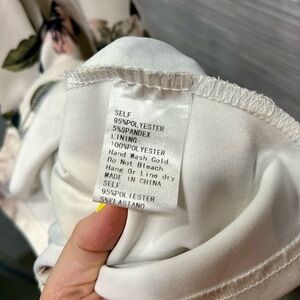 SELF
95%POLYESTER
5%SPANDEX
LINING
100%POLYESTER
Hand Wash Cold
Do Not Bleach
Hang Or Line dry
MADE IN CHINA
SELF
95%POLIESTER
5%ELASTANO